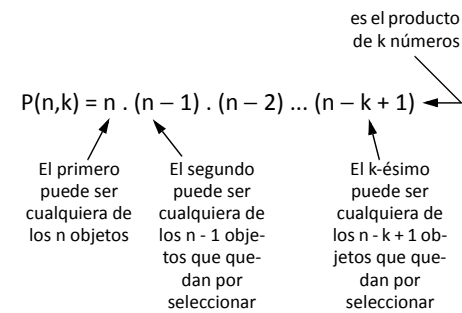 es el producto
de k números
P(n,k) = n . (n – 1) . (n – 2) ... (n – k + 1)
El primero
puede ser
cualquiera de
los n objetos
El segundo
puede ser
cualquiera de
los n - 1 obje-
tos que que-
dan por
seleccionar
El k-ésimo
puede ser
cualquiera de
los n - k + 1 ob-
jetos que que-
dan por
seleccionar